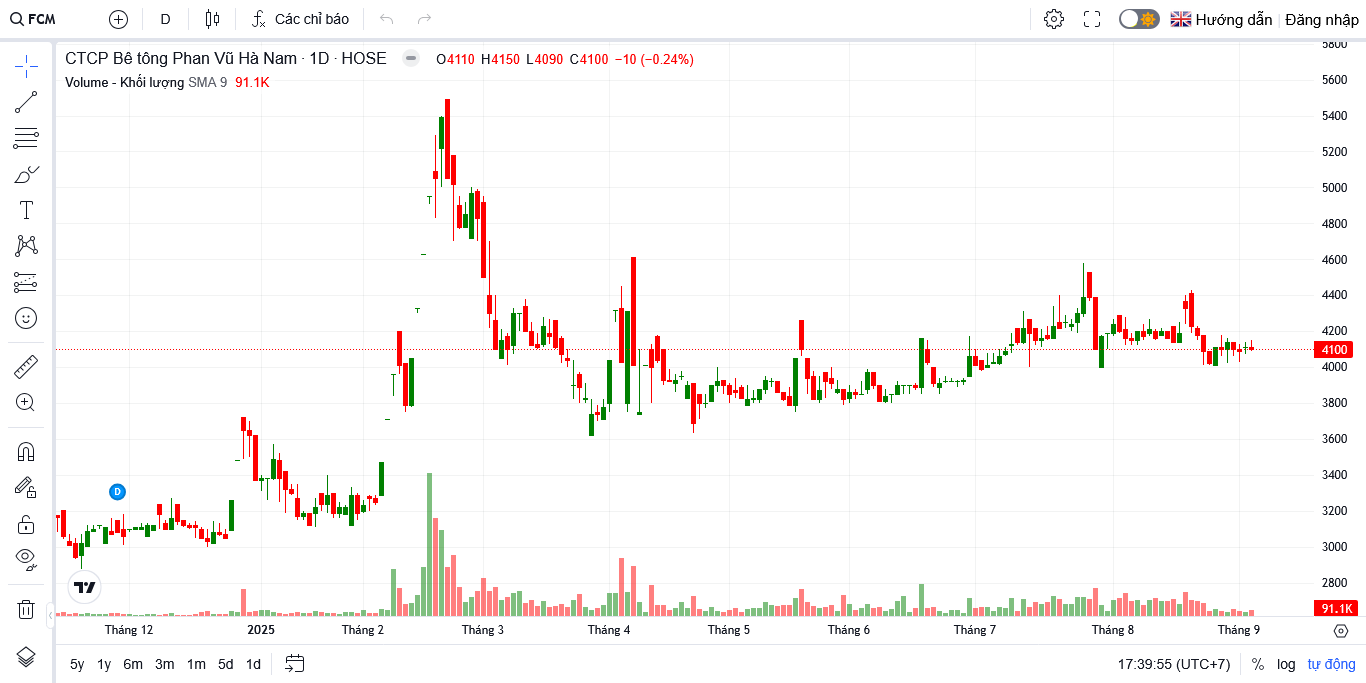 FCM D Các chỉ báo Hướng dẫn Đăng nhập
CTCP Bê tông Phan Vũ Hà Nam · 1D · HOSE O4110 H4150 L4090 C4100 −10 (−0.24%)
Volume - Khối lượng SMA 9 91.1K
5800
5600
5400
5200
5000
4800
4600
4400
4200
4100
4000
3800
3600
3400
D
3200
3000
2800
91.1K
Tháng 12 2025 Tháng 2 Tháng 3 Tháng 4 Tháng 5 Tháng 6 Tháng 7 Tháng 8 Tháng 9
5y 1y 6m 3m 1m 5d 1d 17:39:55 (UTC+7) % log tự động